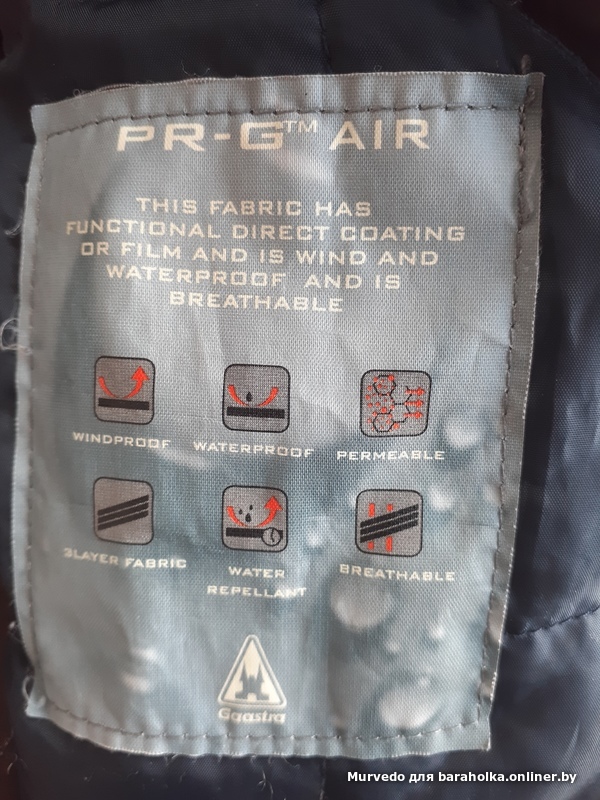 PR-G™ AIR
THIS FABRIC HAS
FUNCTIONAL DIRECT COATING
OR FILM AND IS WIND AND
WATERPROOF AND IS
BREATHABLE
WINDPROOF WATERPROOF PERMEABLE
3LAYER FABRIC WATER REPELLANT BREATHABLE
Gaastra
Murvedo для baraholka.onliner.by